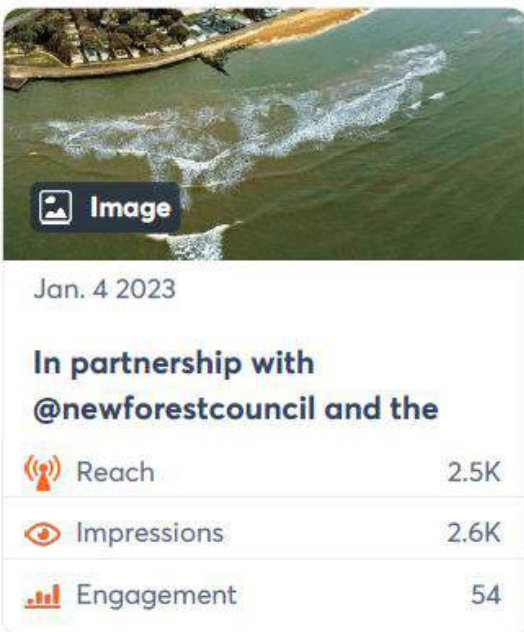 Image
Jan. 4 2023
In partnership with
@newforestcouncil and the
Reach 2.5K
Impressions 2.6K
Engagement 54